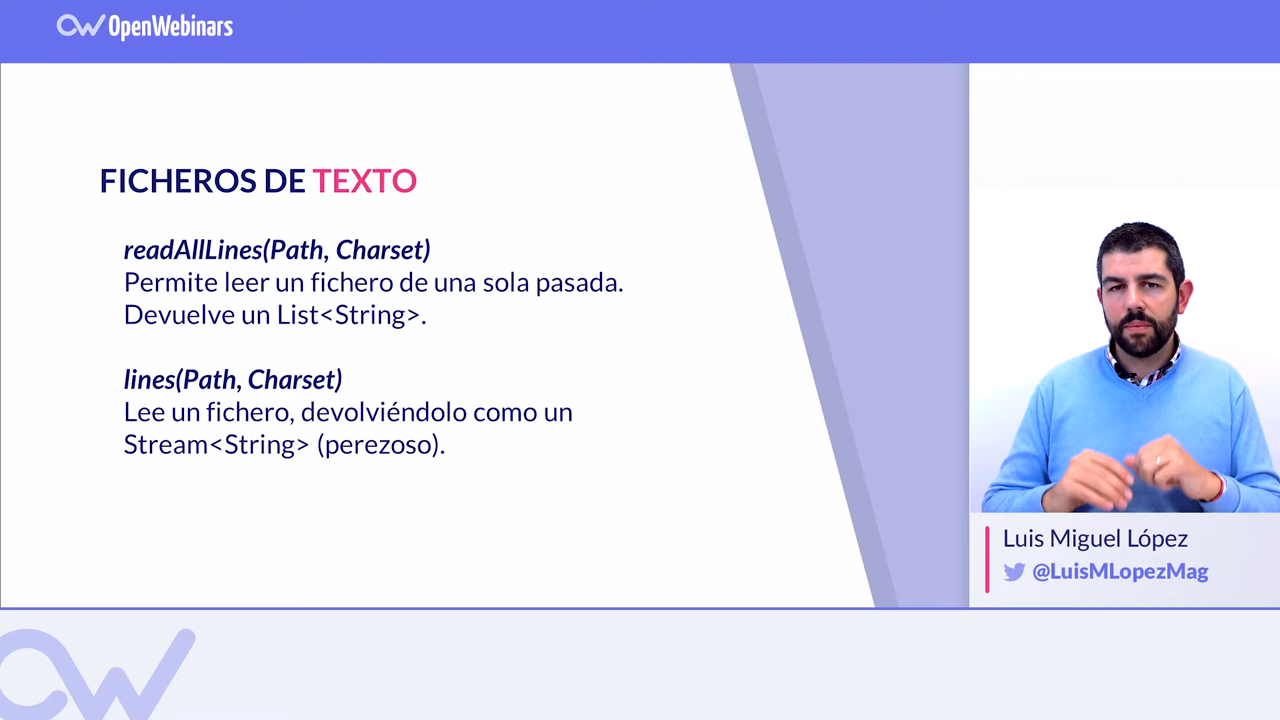 OpenWebinars
FICHEROS DE TEXTO
readAllLines(Path, Charset)
Permite leer un fichero de una sola pasada.
Devuelve un List<String>.
lines(Path, Charset)
Lee un fichero, devolviéndolo como un
Stream<String> (perezoso).
Luis Miguel López
@LuisMLopezMag